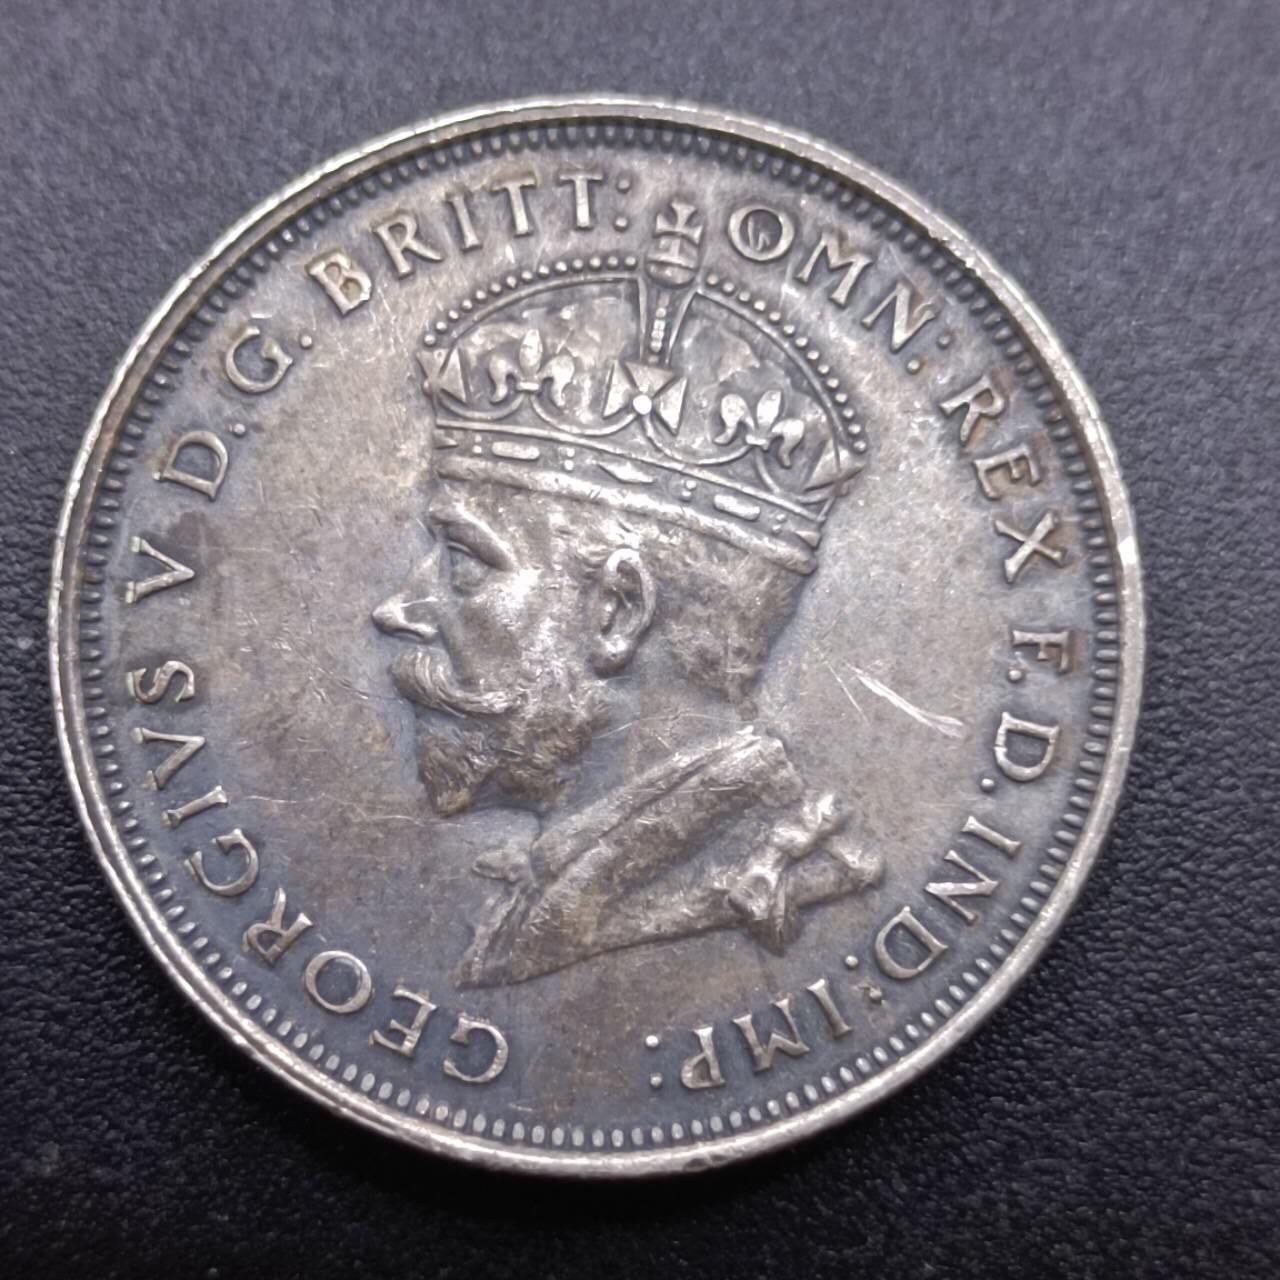 GEORGIVS V D.G. BRITT: OMN: REX F.D. IND: IMP: